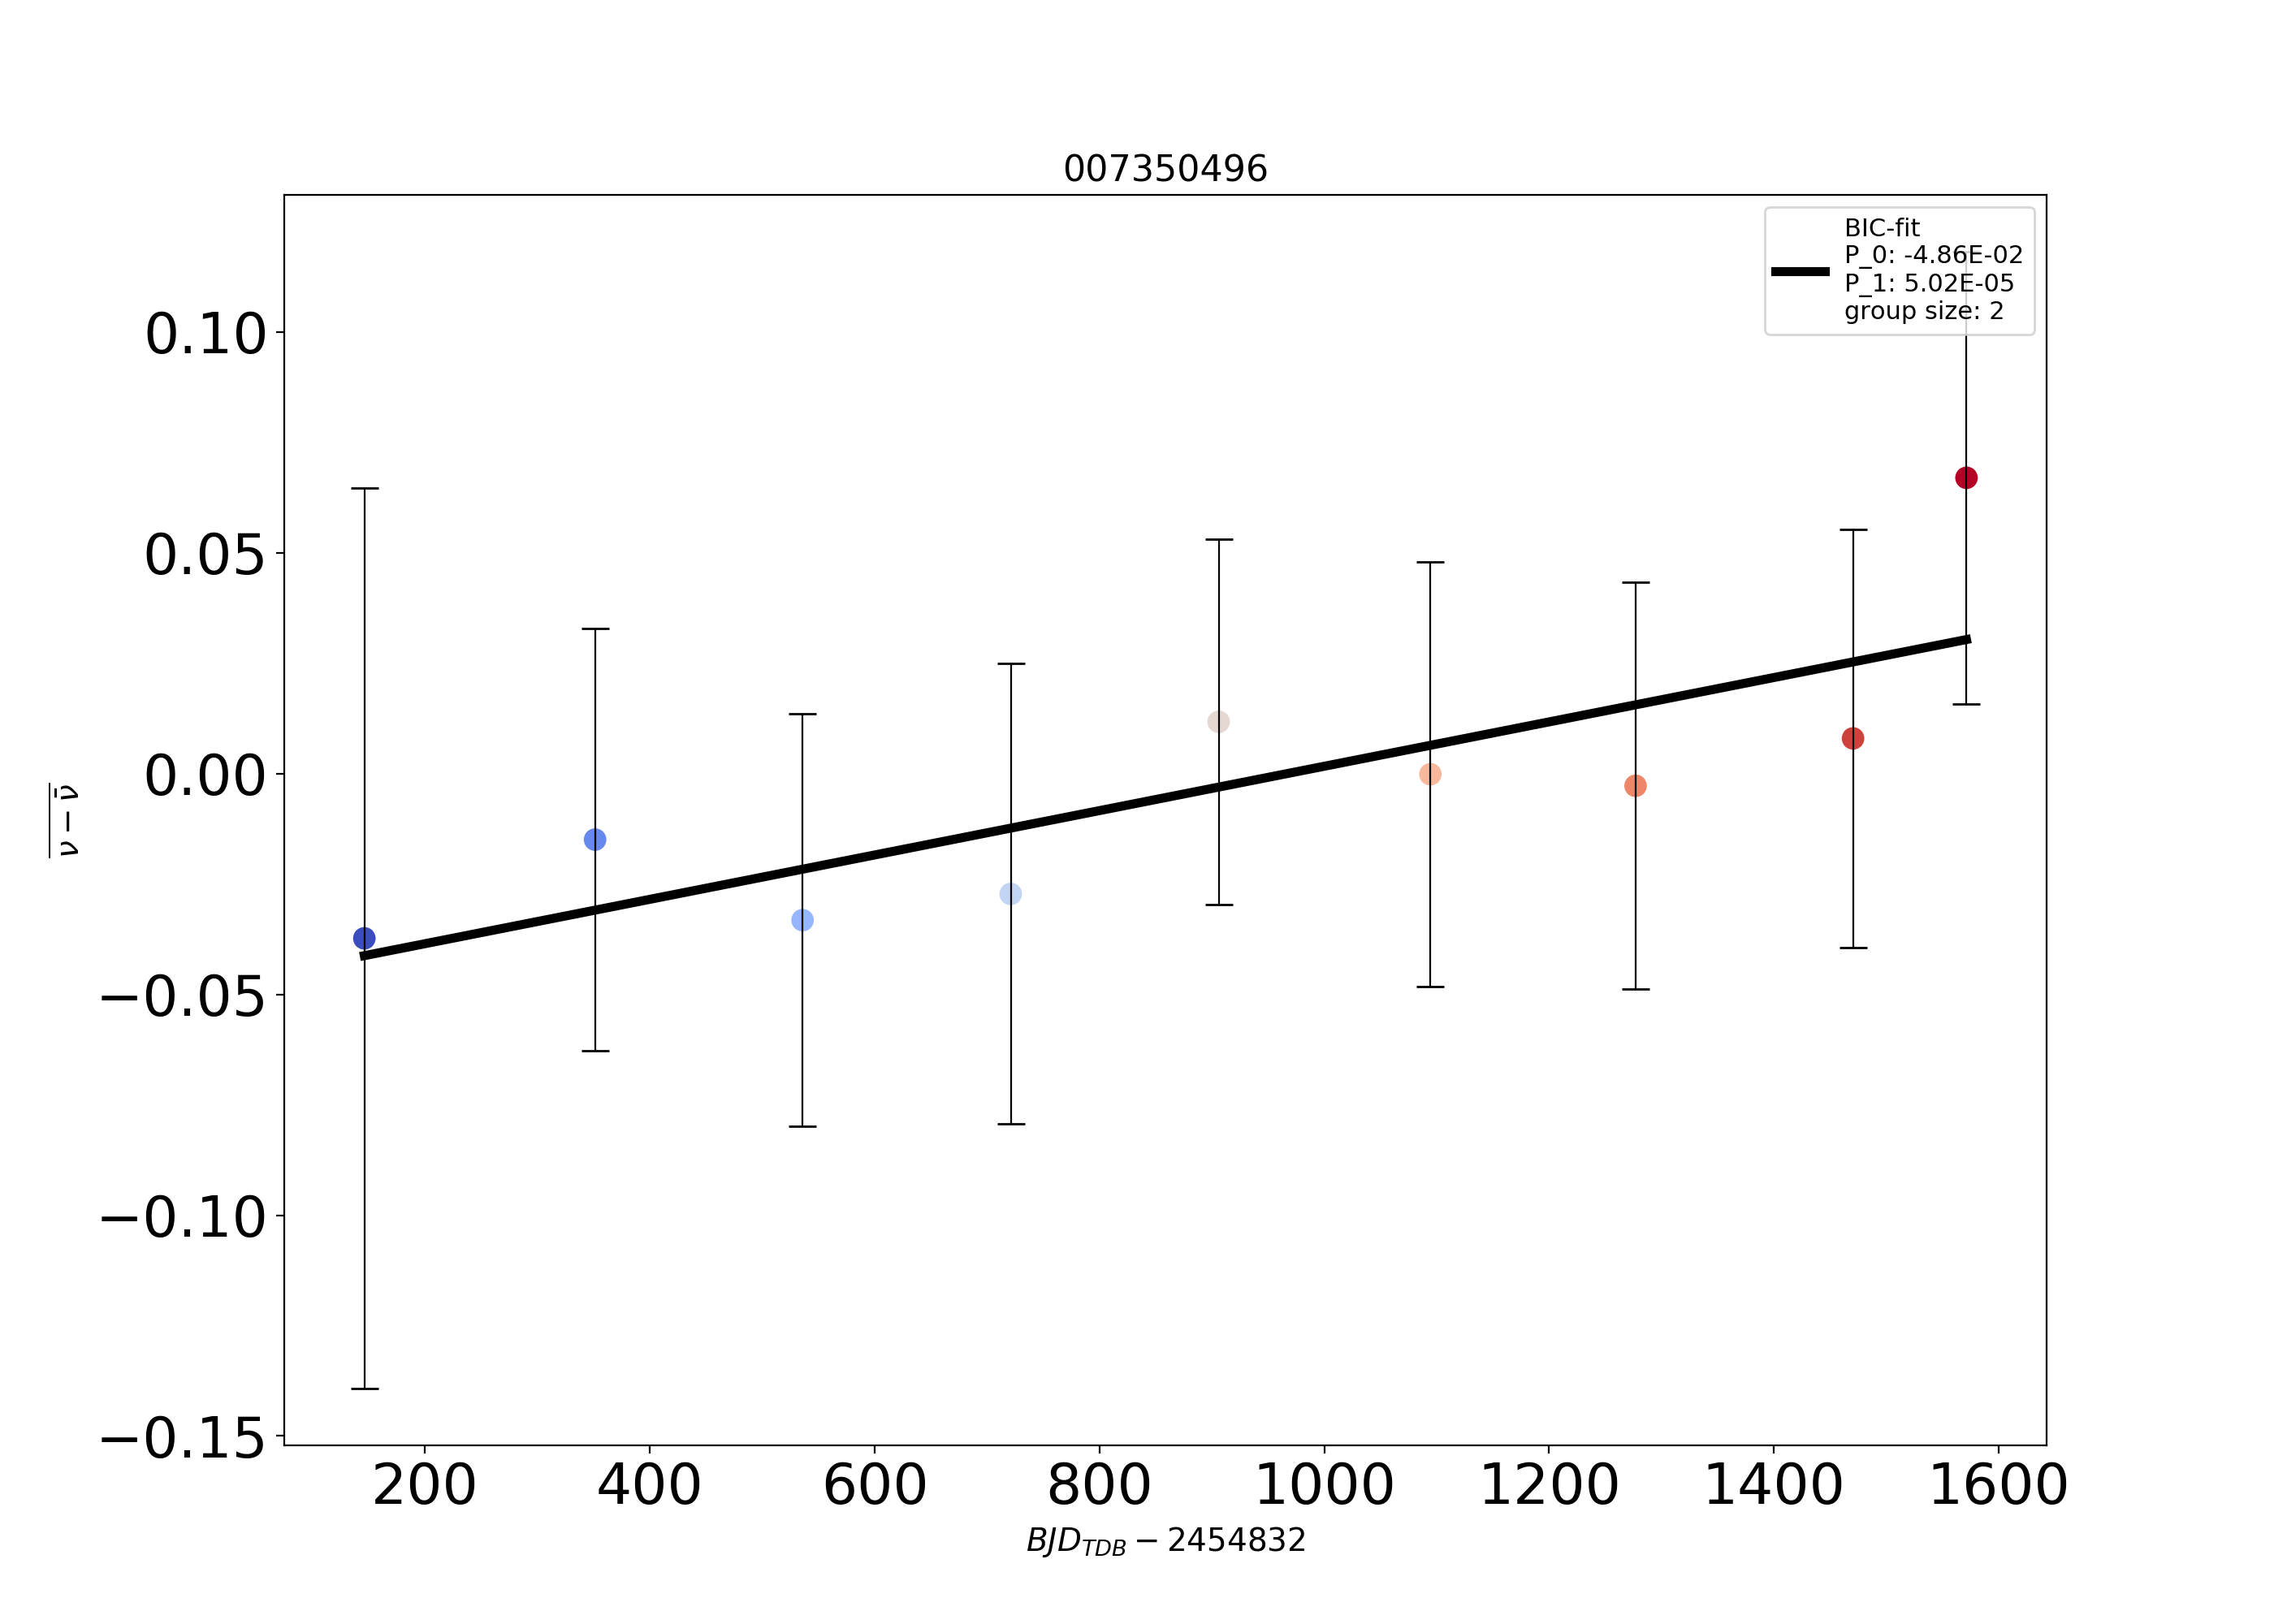 007350496
BIC-fit
P_0: -4.86E-02
P_1: 5.02E-05
group size: 2
0.10
0.05
0.00
−0.05
−0.10
−0.15
ν − ν̄
200 400 600 800 1000 1200 1400 1600
BJD_TDB − 2454832